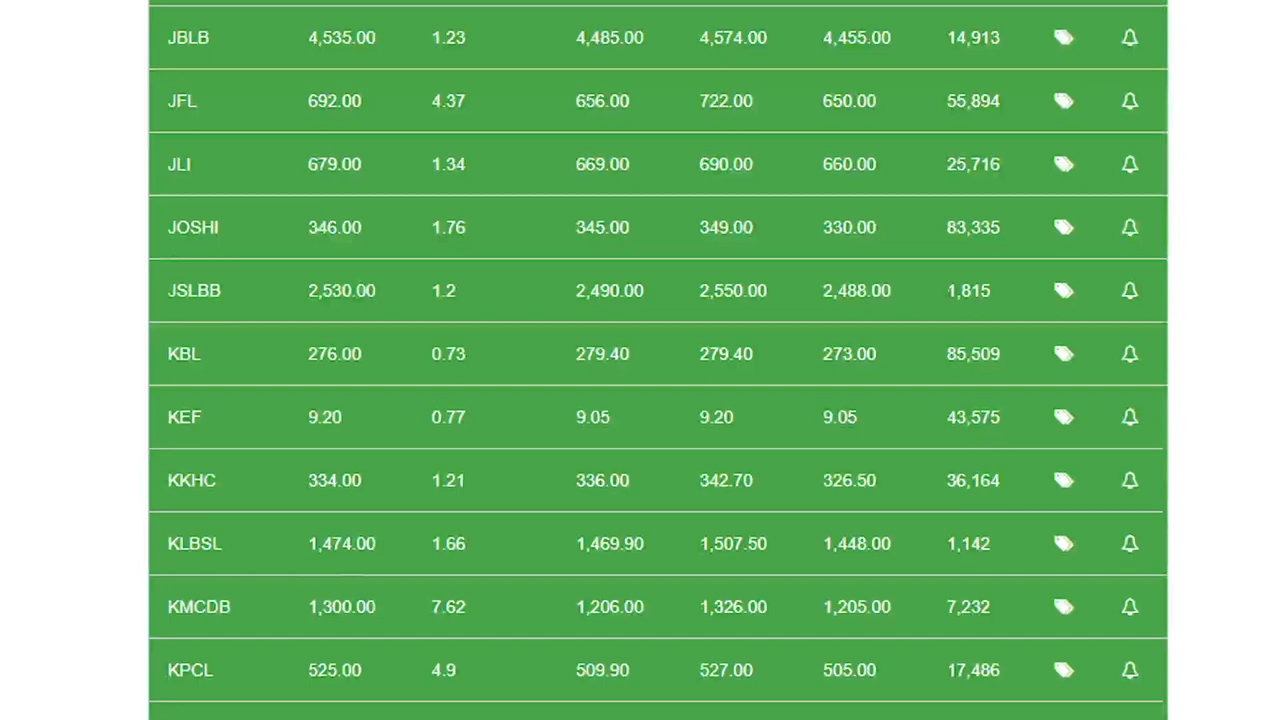 JBLB 4,535.00 1.23 4,485.00 4,574.00 4,455.00 14,913
JFL 692.00 4.37 656.00 722.00 650.00 55,894
JLI 679.00 1.34 669.00 690.00 660.00 25,716
JOSHI 346.00 1.76 345.00 349.00 330.00 83,335
JSLBB 2,530.00 1.2 2,490.00 2,550.00 2,488.00 1,815
KBL 276.00 0.73 279.40 279.40 273.00 85,509
KEF 9.20 0.77 9.05 9.20 9.05 43,575
KKHC 334.00 1.21 336.00 342.70 326.50 36,164
KLBSL 1,474.00 1.66 1,469.90 1,507.50 1,448.00 1,142
KMCDB 1,300.00 7.62 1,206.00 1,326.00 1,205.00 7,232
KPCL 525.00 4.9 509.90 527.00 505.00 17,486